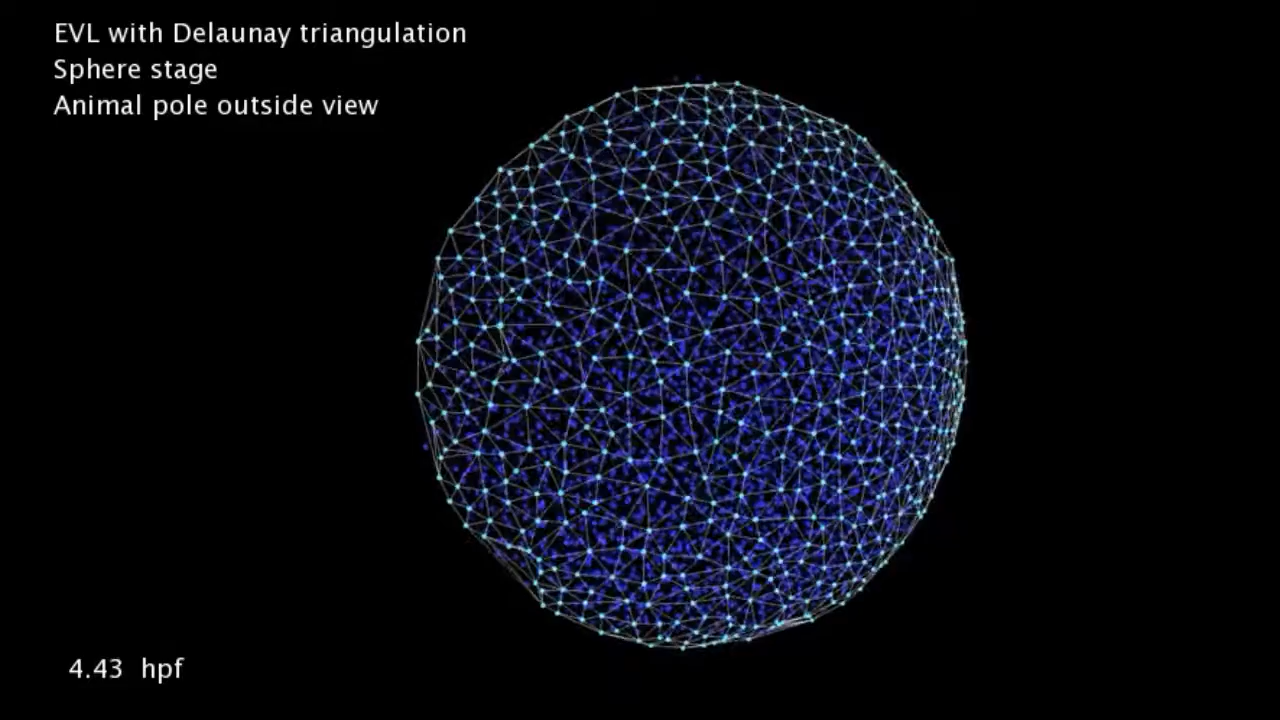 EVL with Delaunay triangulation
Sphere stage
Animal pole outside view
4.43 hpf